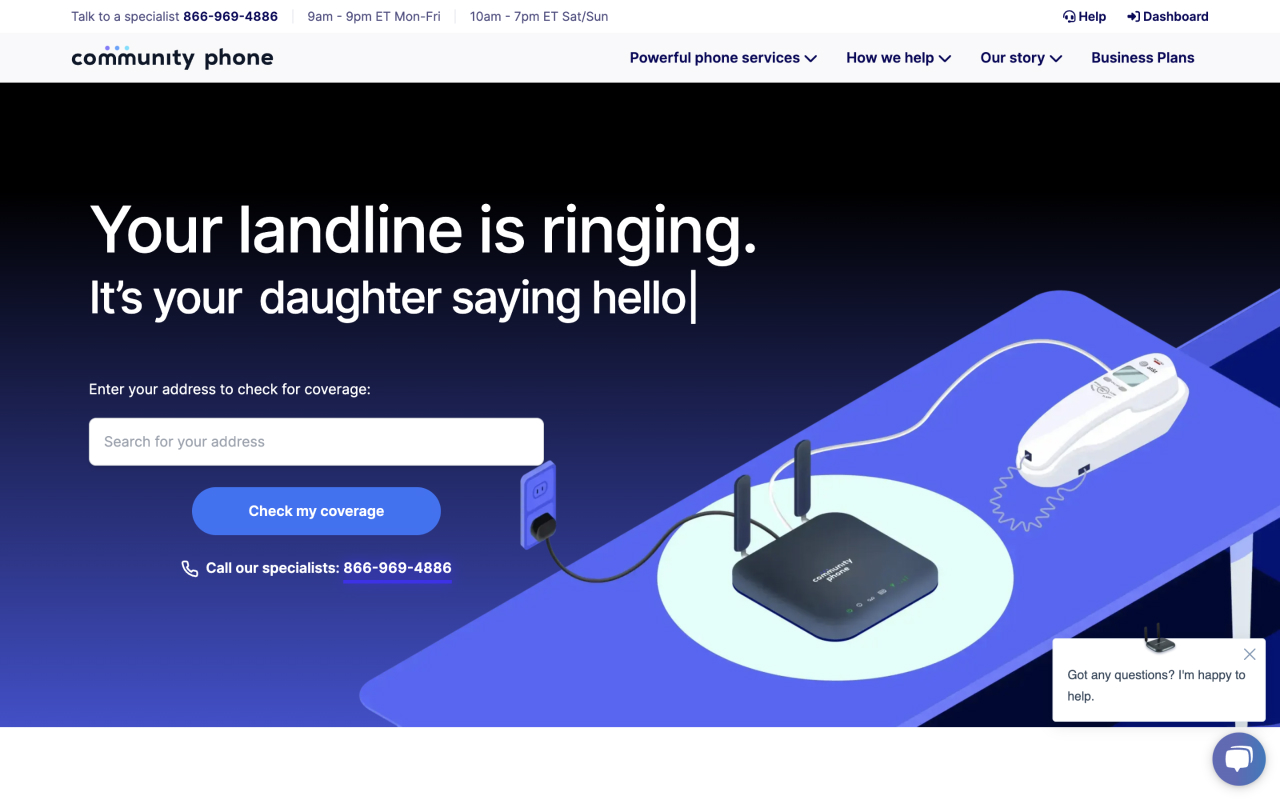 Talk to a specialist 866-969-4886
9am - 9pm ET Mon-Fri
10am - 7pm ET Sat/Sun
Help
Dashboard
community phone
Powerful phone services
How we help
Our story
Business Plans
Your landline is ringing.
It’s your daughter saying hello
Enter your address to check for coverage:
Search for your address
Check my coverage
Call our specialists: 866-969-4886
community
phone
Got any questions? I'm happy to
help.